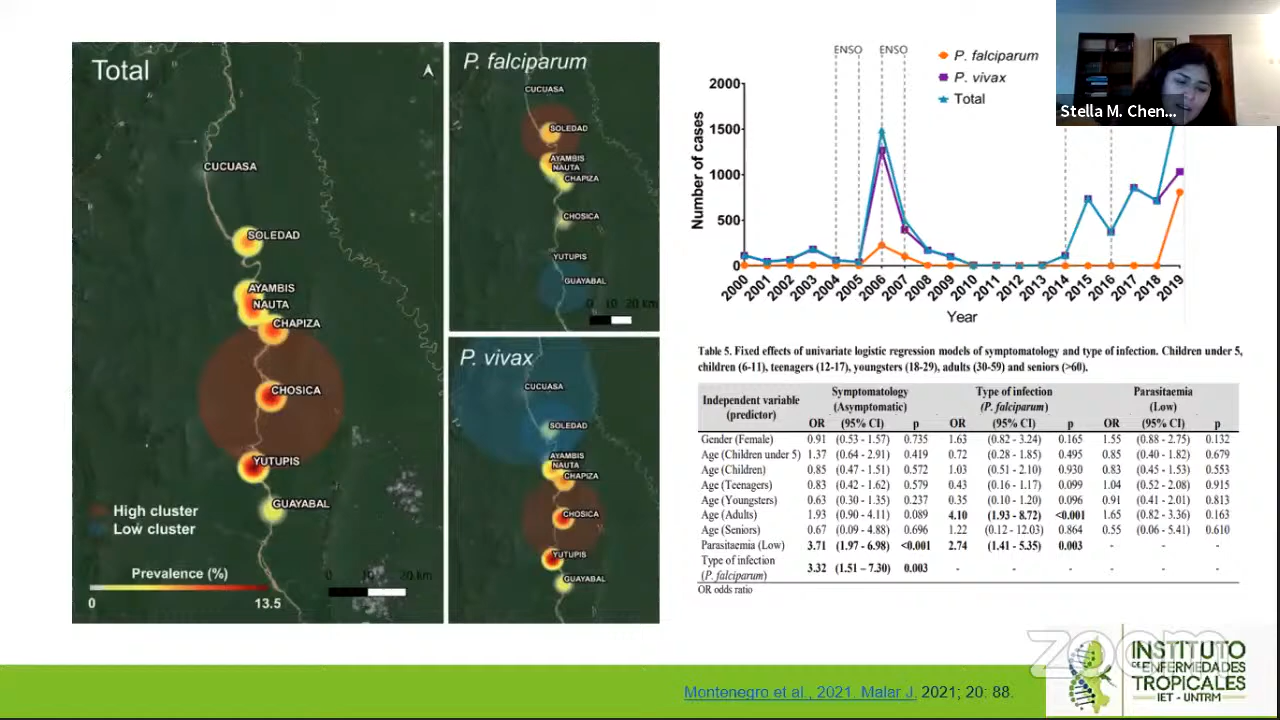 Total
CUCUASA
SOLEDAD
AYAMBIS
NAUTA
CHAPIZA
CHOSICA
YUTUPIS
GUAYABAL
High cluster
Low cluster
Prevalence (%)
0 13.5
0 10 20 km
P. falciparum
CUCUASA
SOLEDAD
AYAMBIS
NAUTA
CHAPIZA
CHOSICA
YUTUPIS
GUAYABAL
0 10 20 km
P. vivax
CUCUASA
SOLEDAD
AYAMBIS
NAUTA
CHAPIZA
CHOSICA
YUTUPIS
GUAYABAL
ENSO ENSO
P. falciparum
P. vivax
Total
Number of cases
2000
1500
1000
500
0
2000 2001 2002 2003 2004 2005 2006 2007 2008 2009 2010 2011 2012 2013 2014 2015 2016 2017 2018 2019
Year
Stella M. Chen...
Table 5. Fixed effects of univariate logistic regression models of symptomatology and type of infection. Children under 5,
children (6-11), teenagers (12-17), youngsters (18-29), adults (30-59) and seniors (>60).
Independent variable (predictor) Symptomatology (Asymptomatic) Type of infection (P. falciparum) Parasitaemia (Low)
OR (95% CI) p OR (95% CI) p OR (95% CI) p
Gender (Female) 0.91 (0.53 - 1.57) 0.735 1.63 (0.82 - 3.24) 0.165 1.55 (0.88 - 2.75) 0.132
Age (Children under 5) 1.37 (0.64 - 2.91) 0.419 0.72 (0.28 - 1.85) 0.495 0.85 (0.40 - 1.82) 0.679
Age (Children) 0.85 (0.47 - 1.51) 0.572 1.03 (0.51 - 2.10) 0.930 0.83 (0.45 - 1.53) 0.553
Age (Teenagers) 0.83 (0.42 - 1.62) 0.579 0.43 (0.16 - 1.17) 0.099 1.04 (0.52 - 2.08) 0.915
Age (Youngsters) 0.63 (0.30 - 1.35) 0.237 0.35 (0.10 - 1.20) 0.096 0.91 (0.41 - 2.01) 0.813
Age (Adults) 1.93 (0.90 - 4.11) 0.089 4.10 (1.93 - 8.72) <0.001 1.65 (0.82 - 3.36) 0.163
Age (Seniors) 0.67 (0.09 - 4.88) 0.696 1.22 (0.12 - 12.03) 0.864 0.55 (0.06 - 5.41) 0.610
Parasitaemia (Low) 3.71 (1.97 - 6.98) <0.001 2.74 (1.41 - 5.35) 0.003 - - -
Type of infection
(P. falciparum) 3.32 (1.51 – 7.30) 0.003 - - - - - -
OR odds ratio
zoom
INSTITUTO
DE ENFERMEDADES
TROPICALES
IET - UNTRM
Montenegro et al., 2021. Malar J. 2021; 20: 88.